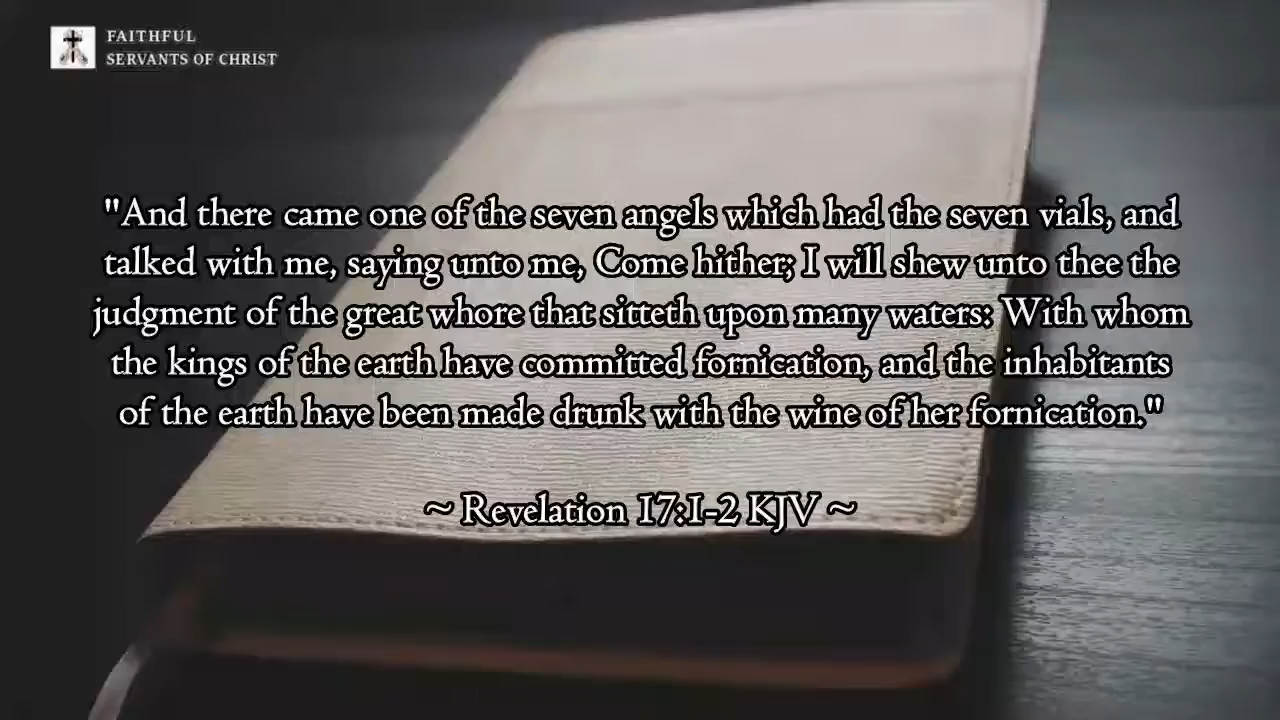 FAITHFUL
SERVANTS OF CHRIST
"And there came one of the seven angels which had the seven vials, and
talked with me, saying unto me, Come hither; I will shew unto thee the
judgment of the great whore that sitteth upon many waters: With whom
the kings of the earth have committed fornication, and the inhabitants
of the earth have been made drunk with the wine of her fornication."
~ Revelation 17:1-2 KJV ~